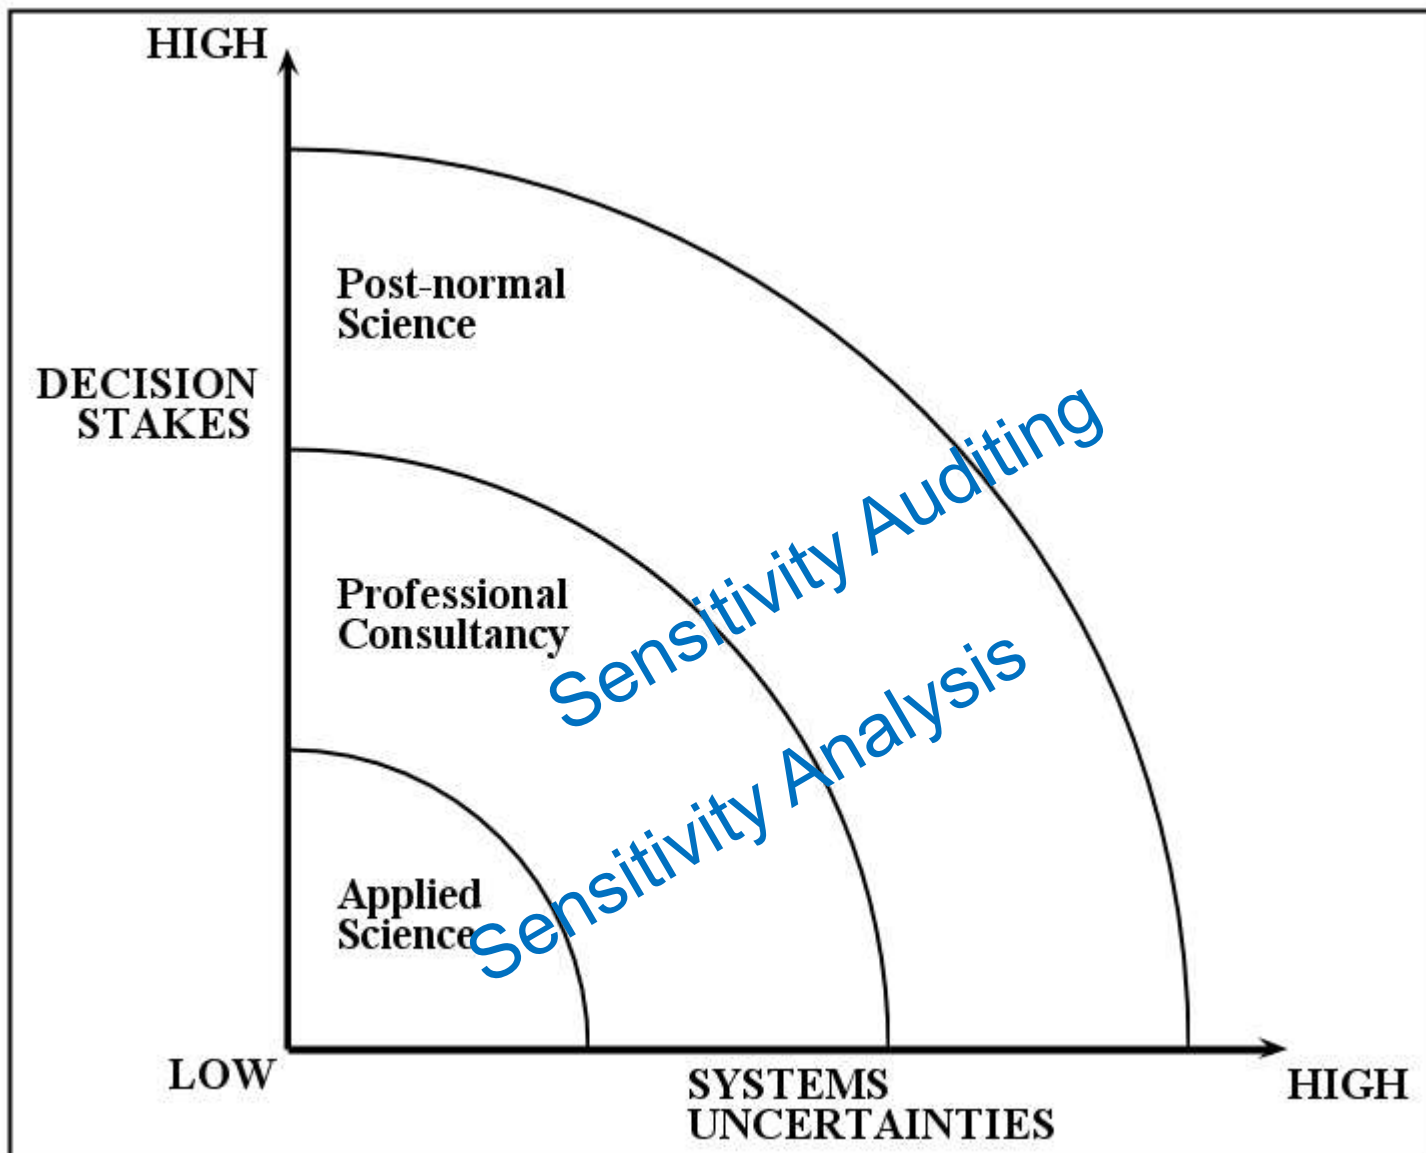 HIGH
Post-normal
Science
DECISION
STAKES
Sensitivity Auditing
Professional
Consultancy
Sensitivity Analysis
Applied
Science
LOW
SYSTEMS
UNCERTAINTIES
HIGH